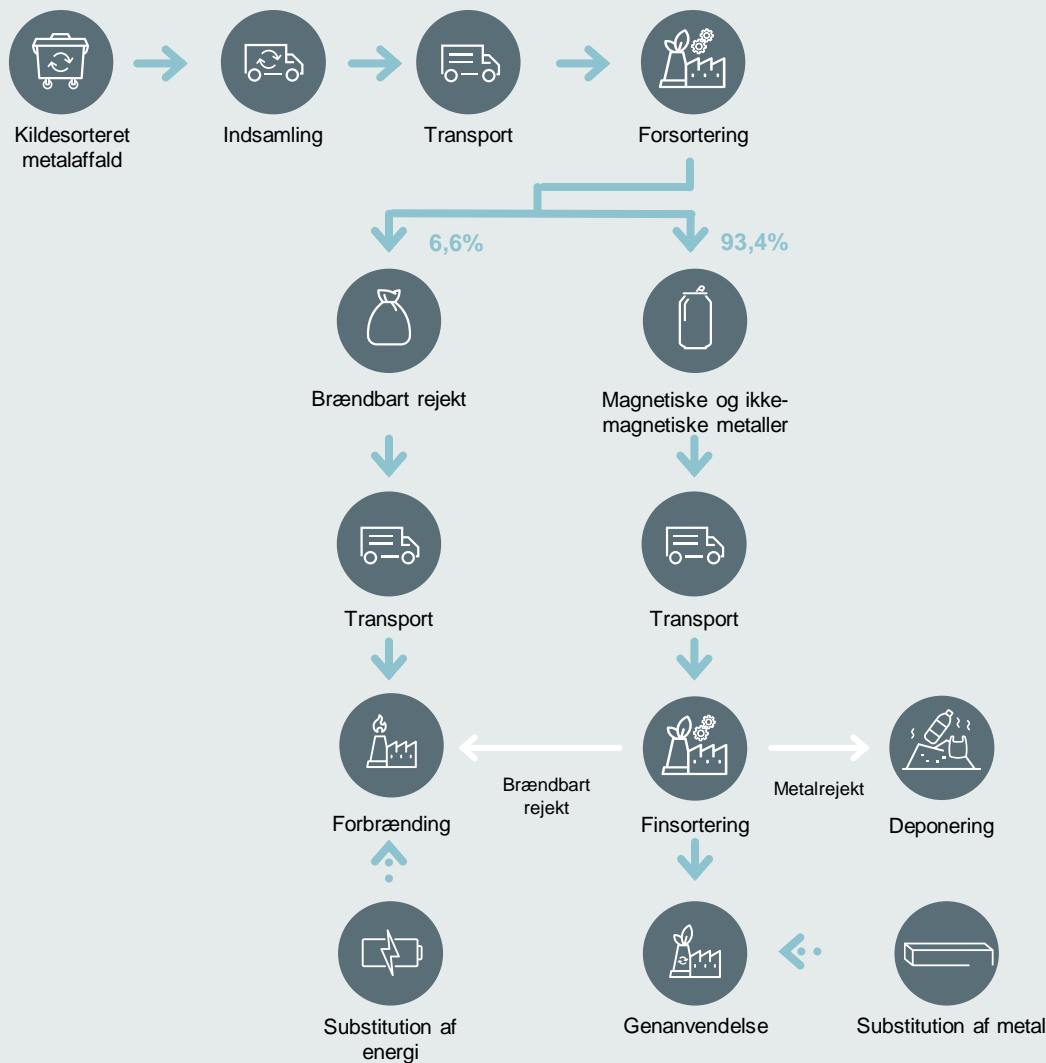 Kildesorteret
metalaffald
Indsamling
Transport
Forsortering
6,6%
93,4%
Brændbart rejekt
Magnetiske og ikke-
magnetiske metaller
Transport
Transport
Brændbart
rejekt
Metalrejekt
Forbrænding
Finsortering
Deponering
Substitution af
energi
Genanvendelse
Substitution af metal